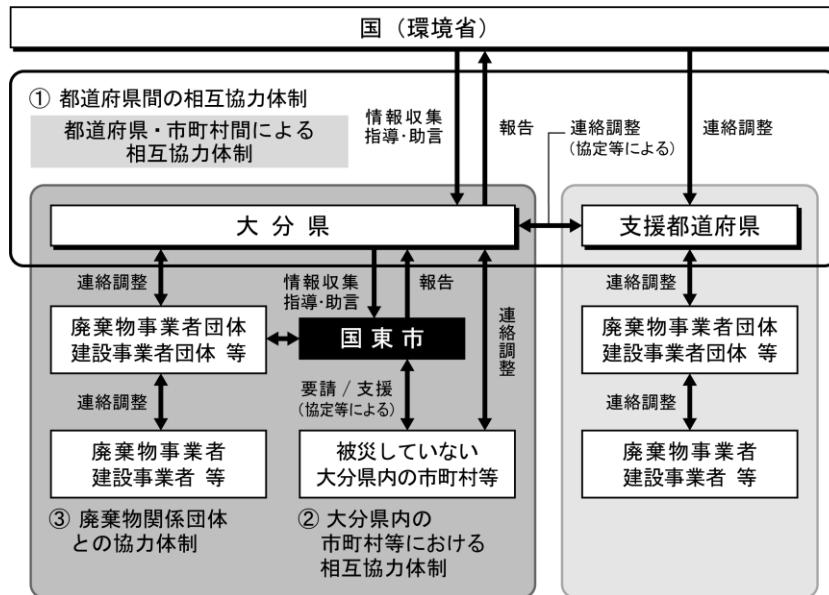 国（環境省）
① 都道府県間の相互協力体制
都道府県・市町村間による
相互協力体制
情報収集
指導・助言
報告
連絡調整
（協定等による）
連絡調整
大分県
支援都道府県
連絡調整
情報収集
指導・助言
報告
連絡調整
連絡調整
廃棄物事業者団体
建設事業者団体 等
国東市
廃棄物事業者団体
建設事業者団体 等
連絡調整
要請 / 支援
（協定等による）
連絡調整
廃棄物事業者
建設事業者 等
被災していない
大分県内の市町村等
廃棄物事業者
建設事業者 等
③ 廃棄物関係団体
との協力体制
② 大分県内の
市町村等における
相互協力体制